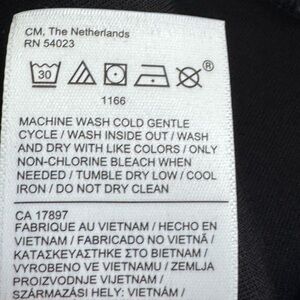 CM, The Netherlands
RN 54023
30 ®
1166
MACHINE WASH COLD GENTLE
CYCLE / WASH INSIDE OUT / WASH
AND DRY WITH LIKE COLORS / ONLY
NON-CHLORINE BLEACH WHEN
NEEDED / TUMBLE DRY LOW / COOL
IRON / DO NOT DRY CLEAN
CA 17897
FABRIQUE AU VIETNAM / HECHO EN
VIETNAM / FABRICADO NO VIETNÃ /
ΚΑΤΑΣΚΕΥΑΣΤΗΚΕ ΣΤΟ ΒΙΕΤΝΑΜ /
VYROBENO VE VIETNAMU / ZEMLJA
PROIZVODNJE VIJETNAM /
SZÁRMAZÁSI HELY: VIETNÁM /